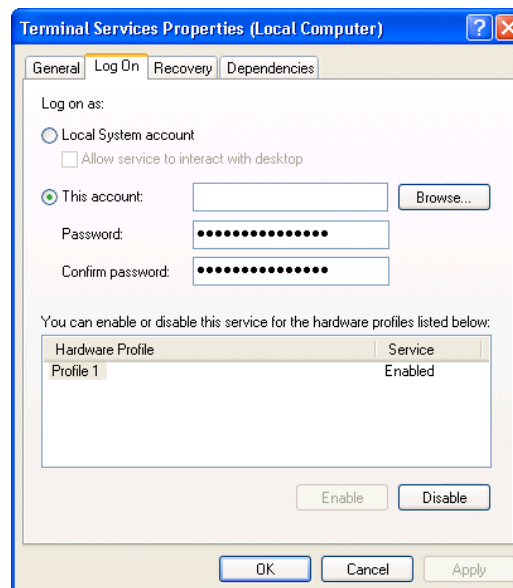 Terminal Services Properties (Local Computer)
General Log On Recovery Dependencies
Log on as:
Local System account
Allow service to interact with desktop
This account: Browse...
Password: ●●●●●●●●●●●●●●●
Confirm password: ●●●●●●●●●●●●●●●
You can enable or disable this service for the hardware profiles listed below:
Hardware Profile Service
Profile 1 Enabled
Enable Disable
OK Cancel Apply